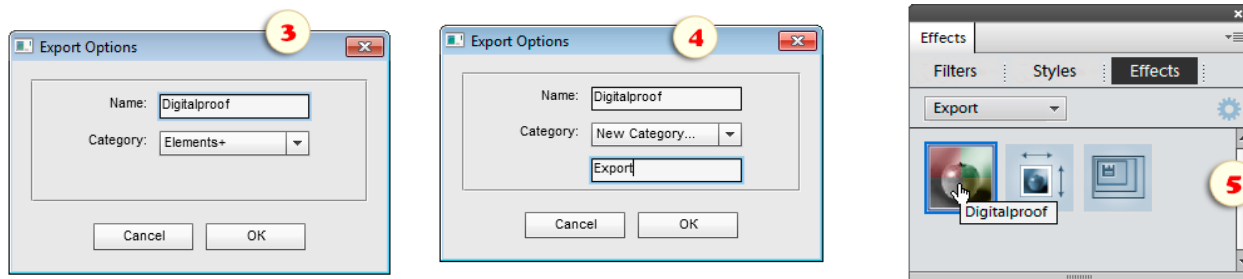 3
Export Options
Name: Digitalproof
Category: Elements+
Cancel OK
4
Export Options
Name: Digitalproof
Category: New Category...
Export
Cancel OK
Effects
Filters Styles Effects
Export
5
Digitalproof